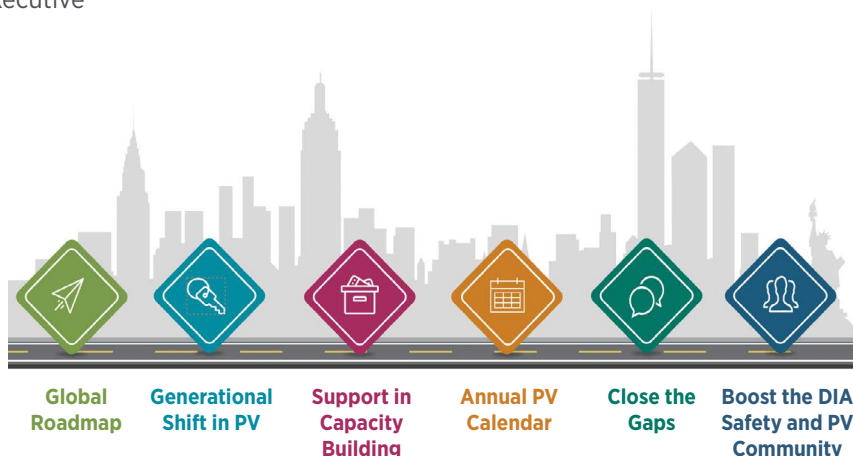 Global
Roadmap
Generational
Shift in PV
Support in
Capacity
Building
Annual PV
Calendar
Close the
Gaps
Boost the DIA
Safety and PV
Community